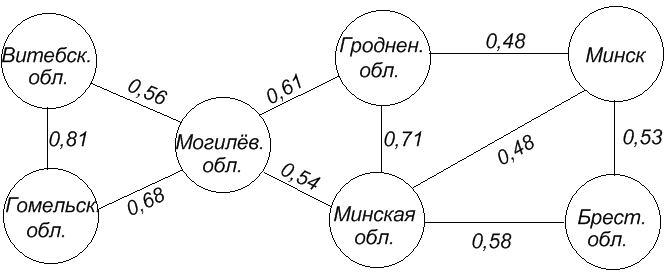 Витебск.
обл.
0,56
0,81
Гомельск.
обл.
0,68
Могилёв.
обл.
0,61
0,54
Гроднен.
обл.
0,48
Минск
0,71
0,48
0,53
Минская
обл.
0,58
Брест.
обл.